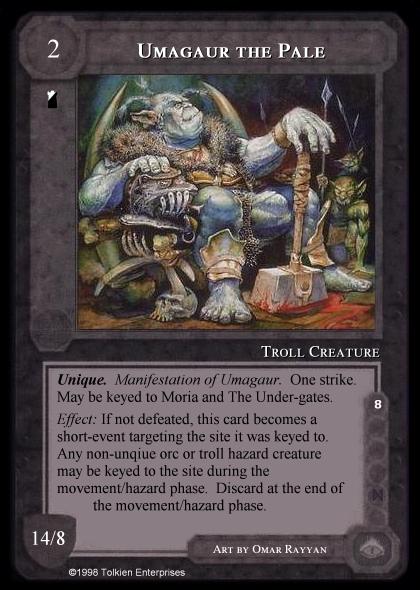 2
UMAGAUR THE PALE
TROLL CREATURE
Unique. Manifestation of Umagaur. One strike.
May be keyed to Moria and The Under-gates.
8
Effect: If not defeated, this card becomes a
short-event targeting the site it was keyed to.
Any non-unqiue orc or troll hazard creature
may be keyed to the site during the
movement/hazard phase. Discard at the end of
the movement/hazard phase.
14/8
ART BY OMAR RAYYAN
©1998 Tolkien Enterprises